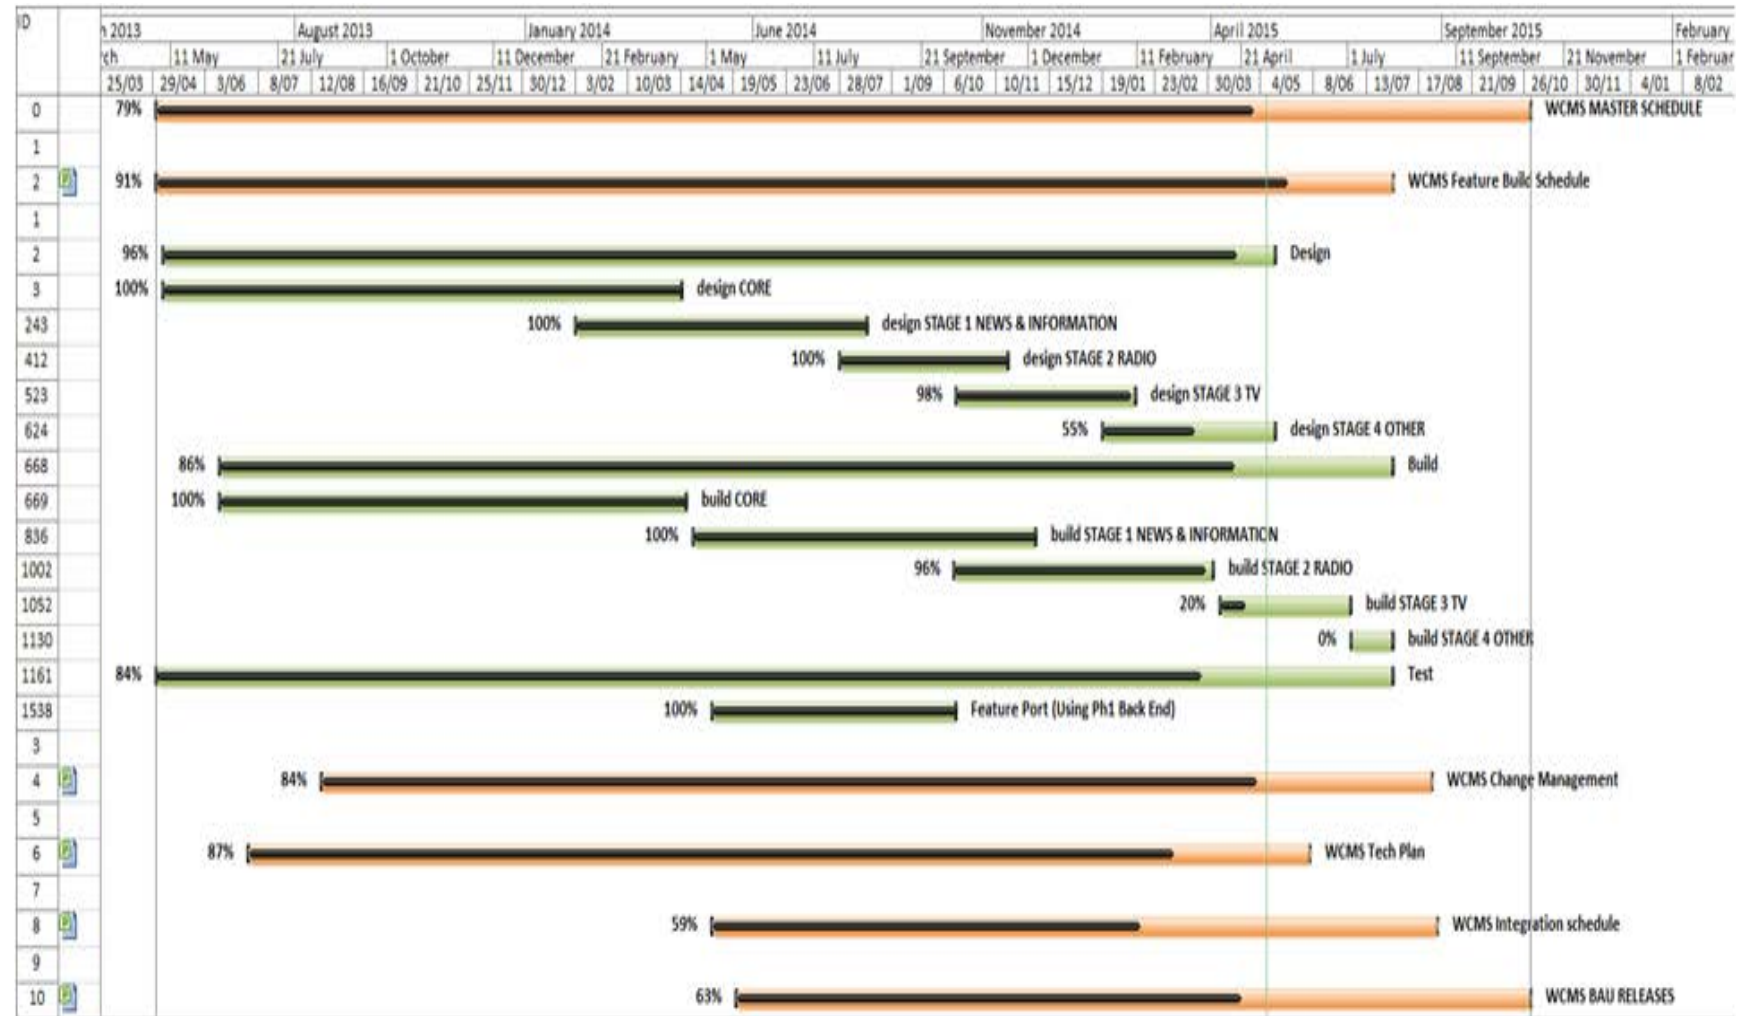 ID
n 2013 August 2013 January 2014 June 2014 November 2014 April 2015 September 2015 February
rch 11 May 21 July 1 October 11 December 21 February 1 May 11 July 21 September 1 December 11 February 21 April 1 July 11 September 21 November 1 Februar
25/03 29/04 3/06 8/07 12/08 16/09 21/10 25/11 30/12 3/02 10/03 14/04 19/05 23/06 28/07 1/09 6/10 10/11 15/12 19/01 23/02 30/03 4/05 8/06 13/07 17/08 21/09 26/10 30/11 4/01 8/02
0 79% WCMS MASTER SCHEDULE
1
2 91% WCMS Feature Build Schedule
1
2 96% Design
3 100% design CORE
243 100% design STAGE 1 NEWS & INFORMATION
412 100% design STAGE 2 RADIO
523 98% design STAGE 3 TV
624 55% design STAGE 4 OTHER
668 86% Build
669 100% build CORE
836 100% build STAGE 1 NEWS & INFORMATION
1002 96% build STAGE 2 RADIO
1052 20% build STAGE 3 TV
1130 0% build STAGE 4 OTHER
1161 84% Test
1538 100% Feature Port (Using Ph1 Back End)
3
4 84% WCMS Change Management
5
6 87% WCMS Tech Plan
7
8 59% WCMS Integration schedule
9
10 63% WCMS BAU RELEASES